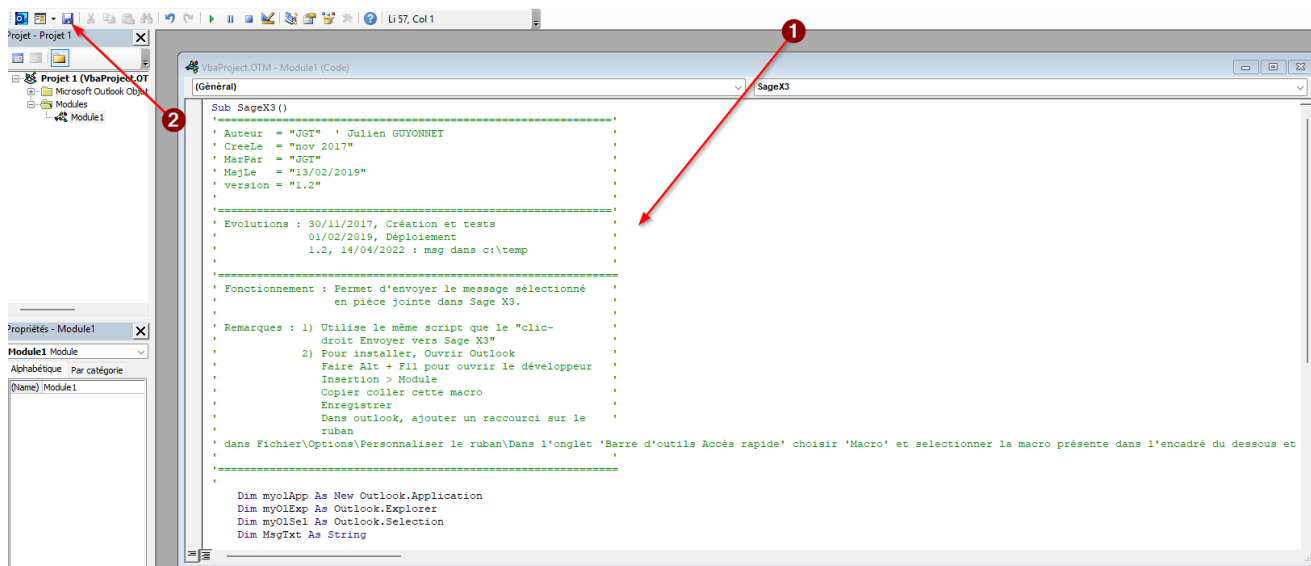 Li 57, Col 1
Projet - Projet 1
Projet 1 (VbaProject.OT
Microsoft Outlook Objet
Modules
Module1
Propriétés - Module1
Module1 Module
Alphabétique Par catégorie
(Name) Module1
1
2
VbaProject.OTM - Module1 (Code)
(Général) SageX3
Sub SageX3()
'============================================================'
' Auteur = "JGT" ' Julien GUYONNET '
' CreeLe = "nov 2017" '
' MarPar = "JGT" '
' MajLe = "13/02/2019" '
' version = "1.2" '
' '
'============================================================'
' Evolutions : 30/11/2017, Création et tests '
' 01/02/2019, Déploiement '
' 1.2, 14/04/2022 : msg dans c:\temp '
' '
'=============================================================
' Fonctionnement : Permet d'envoyer le message sélectionné '
' en pièce jointe dans Sage X3. '
' '
' Remarques : 1) Utilise le même script que le "clic- '
' droit Envoyer vers Sage X3" '
' 2) Pour installer, Ouvrir Outlook '
' Faire Alt + F11 pour ouvrir le développeur '
' Insertion > Module '
' Copier coller cette macro '
' Enregistrer '
' Dans outlook, ajouter un raccourci sur le '
' ruban
' dans Fichier\Options\Personnaliser le ruban\Dans l'onglet 'Barre d'outils Accès rapide' choisir 'Macro' et selectionner la macro présente dans l'encadré du dessous et
' '
'=============================================================
'
Dim myolApp As New Outlook.Application
Dim myOlExp As Outlook.Explorer
Dim myOlSel As Outlook.Selection
Dim MsgTxt As String